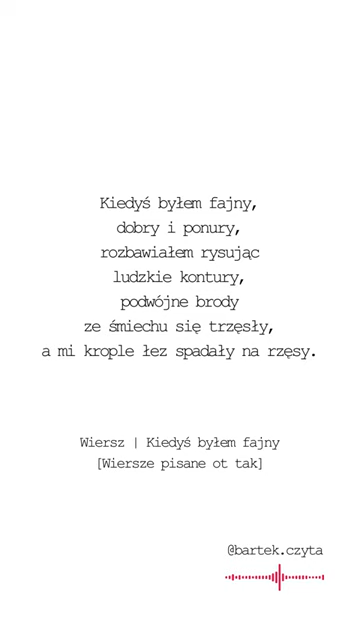 Kiedyś byłem fajny,
dobry i ponury,
rozbawiałem rysując
ludzkie kontury,
podwójne brody
ze śmiechu się trzęsły,
a mi krople łez spadały na rzęsy.
Wiersz | Kiedyś byłem fajny
[Wiersze pisane ot tak]
@bartek.czyta